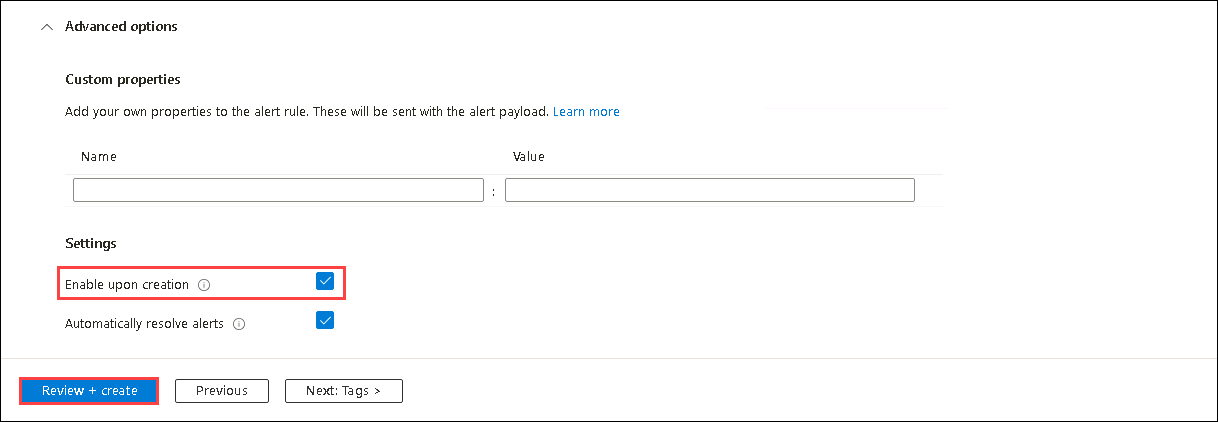 Advanced options
Custom properties
Add your own properties to the alert rule. These will be sent with the alert payload. Learn more
Name Value
:
Settings
Enable upon creation
Automatically resolve alerts
Review + create Previous Next: Tags >